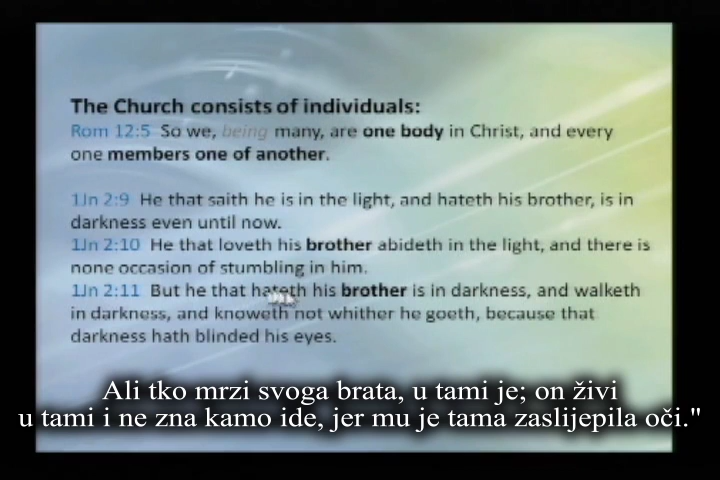 The Church consists of individuals:
Rom 12:5 So we, being many, are one body in Christ, and every
one members one of another.
1Jn 2:9 He that saith he is in the light, and hateth his brother, is in
darkness even until now.
1Jn 2:10 He that loveth his brother abideth in the light, and there is
none occasion of stumbling in him.
1Jn 2:11 But he that hateth his brother is in darkness, and walketh
in darkness, and knoweth not whither he goeth, because that
darkness hath blinded his eyes.
Ali tko mrzi svoga brata, u tami je; on živi
u tami i ne zna kamo ide, jer mu je tama zaslijepila oči."